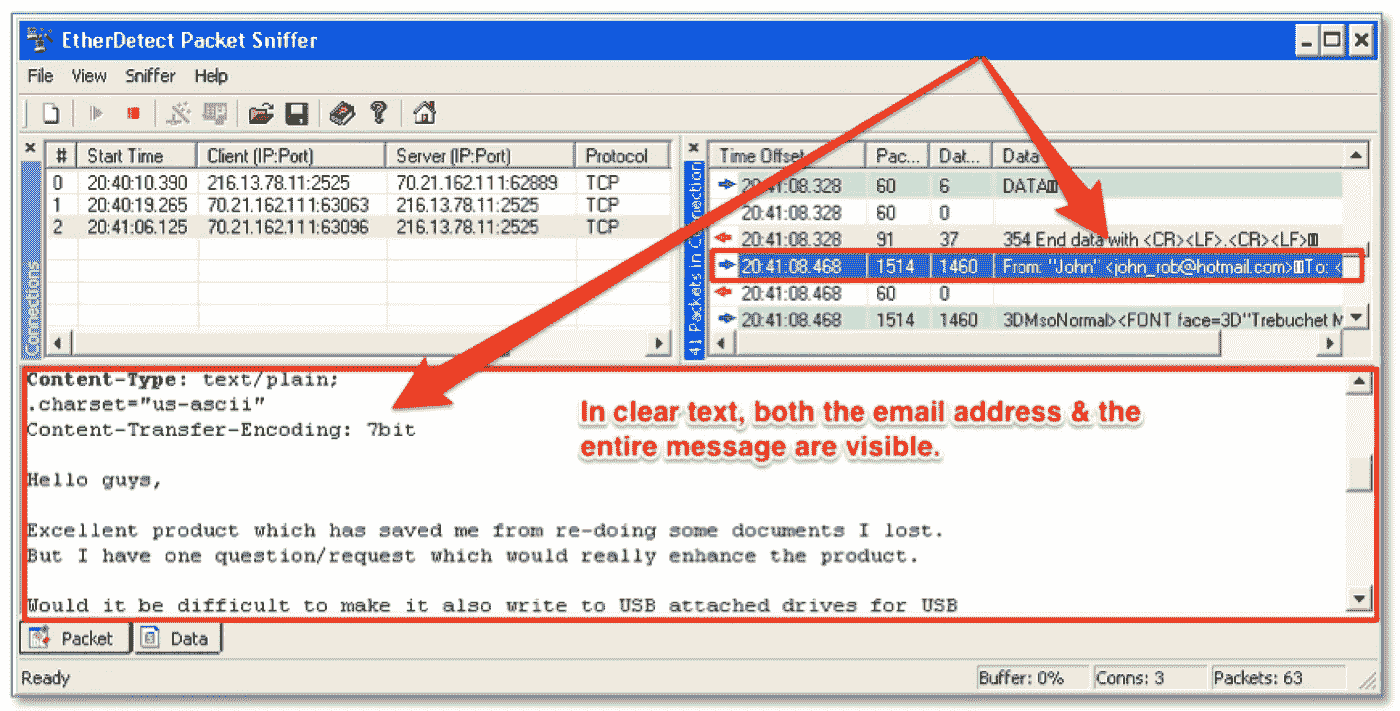 EtherDetect Packet Sniffer
File View Sniffer Help
# Start Time Client (IP:Port) Server (IP:Port) Protocol
0 20:40:10.390 216.13.78.11:2525 70.21.162.111:62889 TCP
1 20:40:19.265 70.21.162.111:63063 216.13.78.11:2525 TCP
2 20:41:06.125 70.21.162.111:63096 216.13.78.11:2525 TCP
Connections
41 Packets in Connection
Time Offset Pac... Dat... Data
20:41:08.328 60 6 DATA
20:41:08.328 60 0
20:41:08.328 91 37 354 End data with <CR><LF>.<CR><LF>
20:41:08.468 1514 1460 From: "John" <john_rob@hotmail.com> To: <
20:41:08.468 60 0
20:41:08.468 1514 1460 3DMsoNormal><FONT face=3D"Trebuchet M
Content-Type: text/plain;
.charset="us-ascii"
Content-Transfer-Encoding: 7bit
Hello guys,
Excellent product which has saved me from re-doing some documents I lost.
But I have one question/request which would really enhance the product.
Would it be difficult to make it also write to USB attached drives for USB
In clear text, both the email address & the
entire message are visible.
Packet Data
Ready Buffer: 0% Conns: 3 Packets: 63